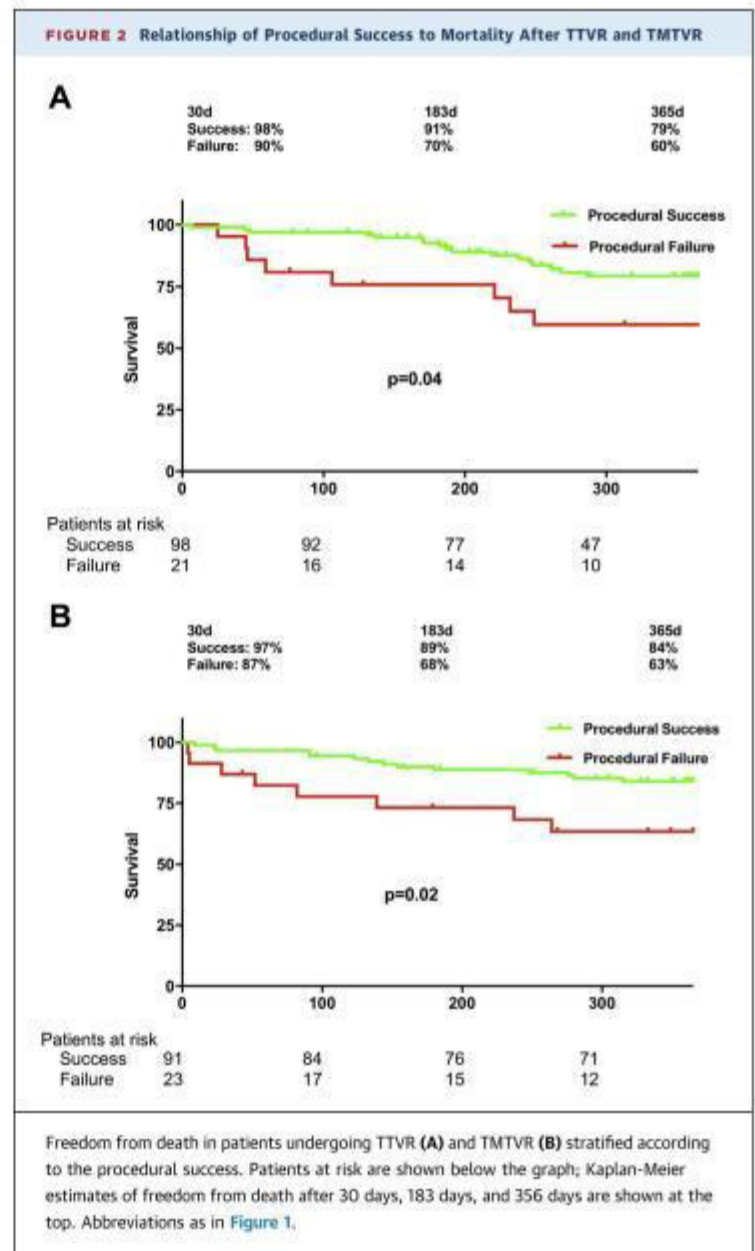 FIGURE 2 Relationship of Procedural Success to Mortality After TTVR and TMTVR
A
30d 183d 365d
Success: 98% 91% 79%
Failure: 90% 70% 60%
100
75
50
25
0
Survival
Procedural Success
Procedural Failure
p=0.04
0 100 200 300
Patients at risk
Success 98 92 77 47
Failure 21 16 14 10
B
30d 183d 365d
Success: 97% 89% 84%
Failure: 87% 68% 63%
100
75
50
25
0
Survival
Procedural Success
Procedural Failure
p=0.02
0 100 200 300
Patients at risk
Success 91 84 76 71
Failure 23 17 15 12
Freedom from death in patients undergoing TTVR (A) and TMTVR (B) stratified according
to the procedural success. Patients at risk are shown below the graph; Kaplan-Meier
estimates of freedom from death after 30 days, 183 days, and 356 days are shown at the
top. Abbreviations as in Figure 1.